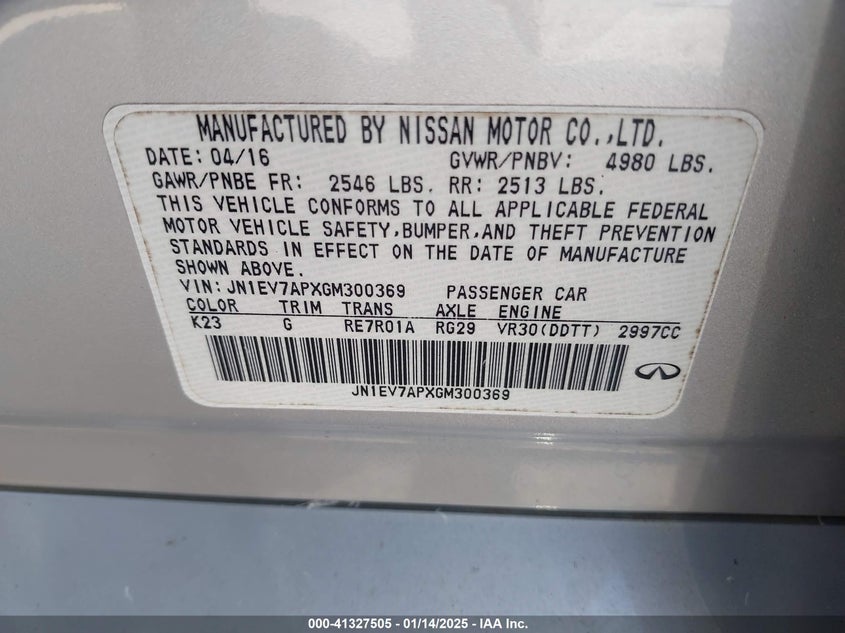 MANUFACTURED BY NISSAN MOTOR CO.,LTD.
DATE: 04/16 GVWR/PNBV: 4980 LBS.
GAWR/PNBE FR: 2546 LBS. RR: 2513 LBS.
THIS VEHICLE CONFORMS TO ALL APPLICABLE FEDERAL
MOTOR VEHICLE SAFETY,BUMPER,AND THEFT PREVENTION
STANDARDS IN EFFECT ON THE DATE OF MANUFACTURE
SHOWN ABOVE.
VIN: JN1EV7APXGM300369 PASSENGER CAR
COLOR TRIM TRANS AXLE ENGINE
K23 G RE7R01A RG29 VR30(DDTT) 2997CC
JN1EV7APXGM300369
000-41327505 - 01/14/2025 - IAA Inc.